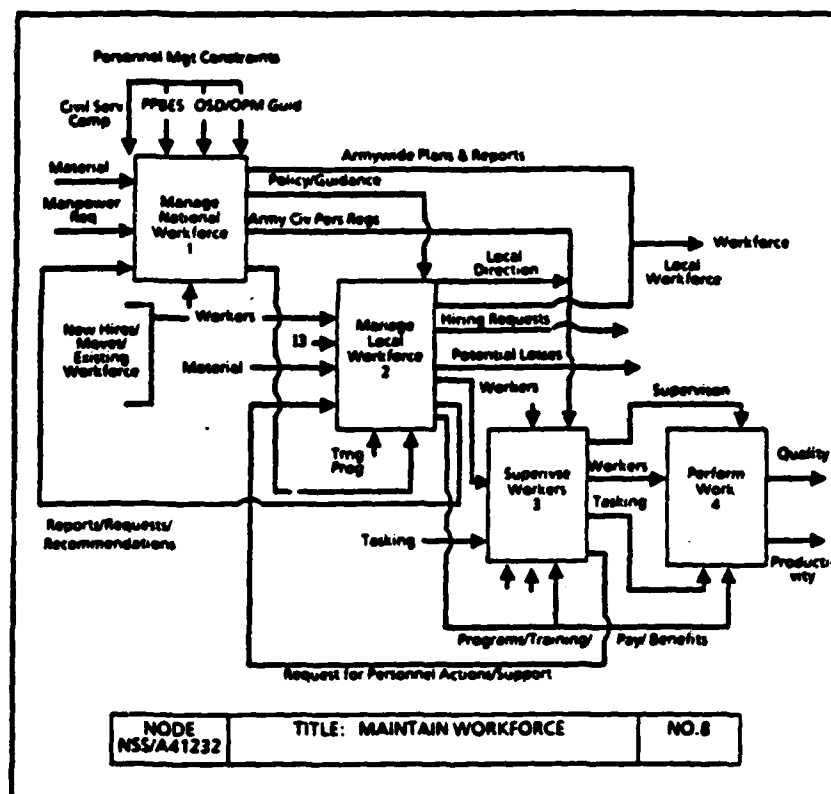 Personnel Mgt Constraints
Civil Serv
Comp
PPBES
OSD/OPM Guid
Material
Manpower
Req
Manage
National
Workforce
1
Armywide Plans & Reports
Policy/Guidance
Army Civ Pers Regs
Workforce
Local
Workforce
Local
Direction
New Hires/
Moves/
Existing
Workforce
Workers
I3
Material
Manage
Local
Workforce
2
Hiring Requests
Potential Losses
Workers
Trng
Prog
Supervise
Workers
3
Supervison
Workers
Tasking
Perform
Work
4
Quality
Producti-
vity
Reports/Requests/
Recommendations
Tasking
Programs/Training/ Pay/ Benefits
Request for Personnel Actions/Support
NODE
NSS/A41232
TITLE: MAINTAIN WORKFORCE
NO.8